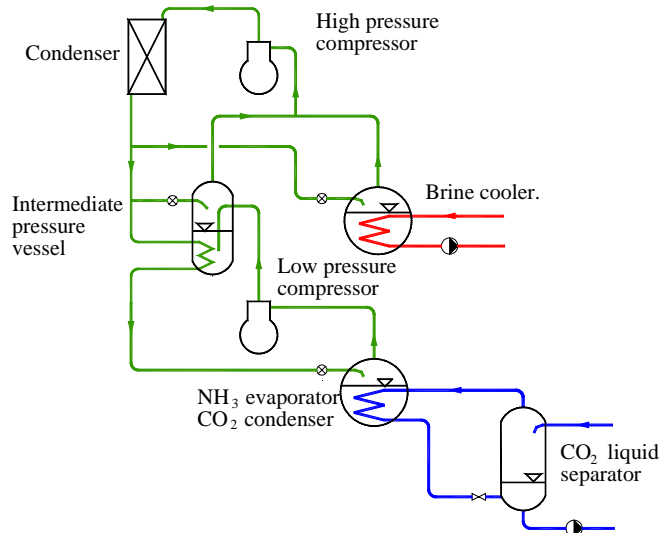 High pressure
compressor
Condenser
Intermediate
pressure
vessel
Brine cooler.
Low pressure
compressor
NH₃ evaporator
CO₂ condenser
CO₂ liquid
separator